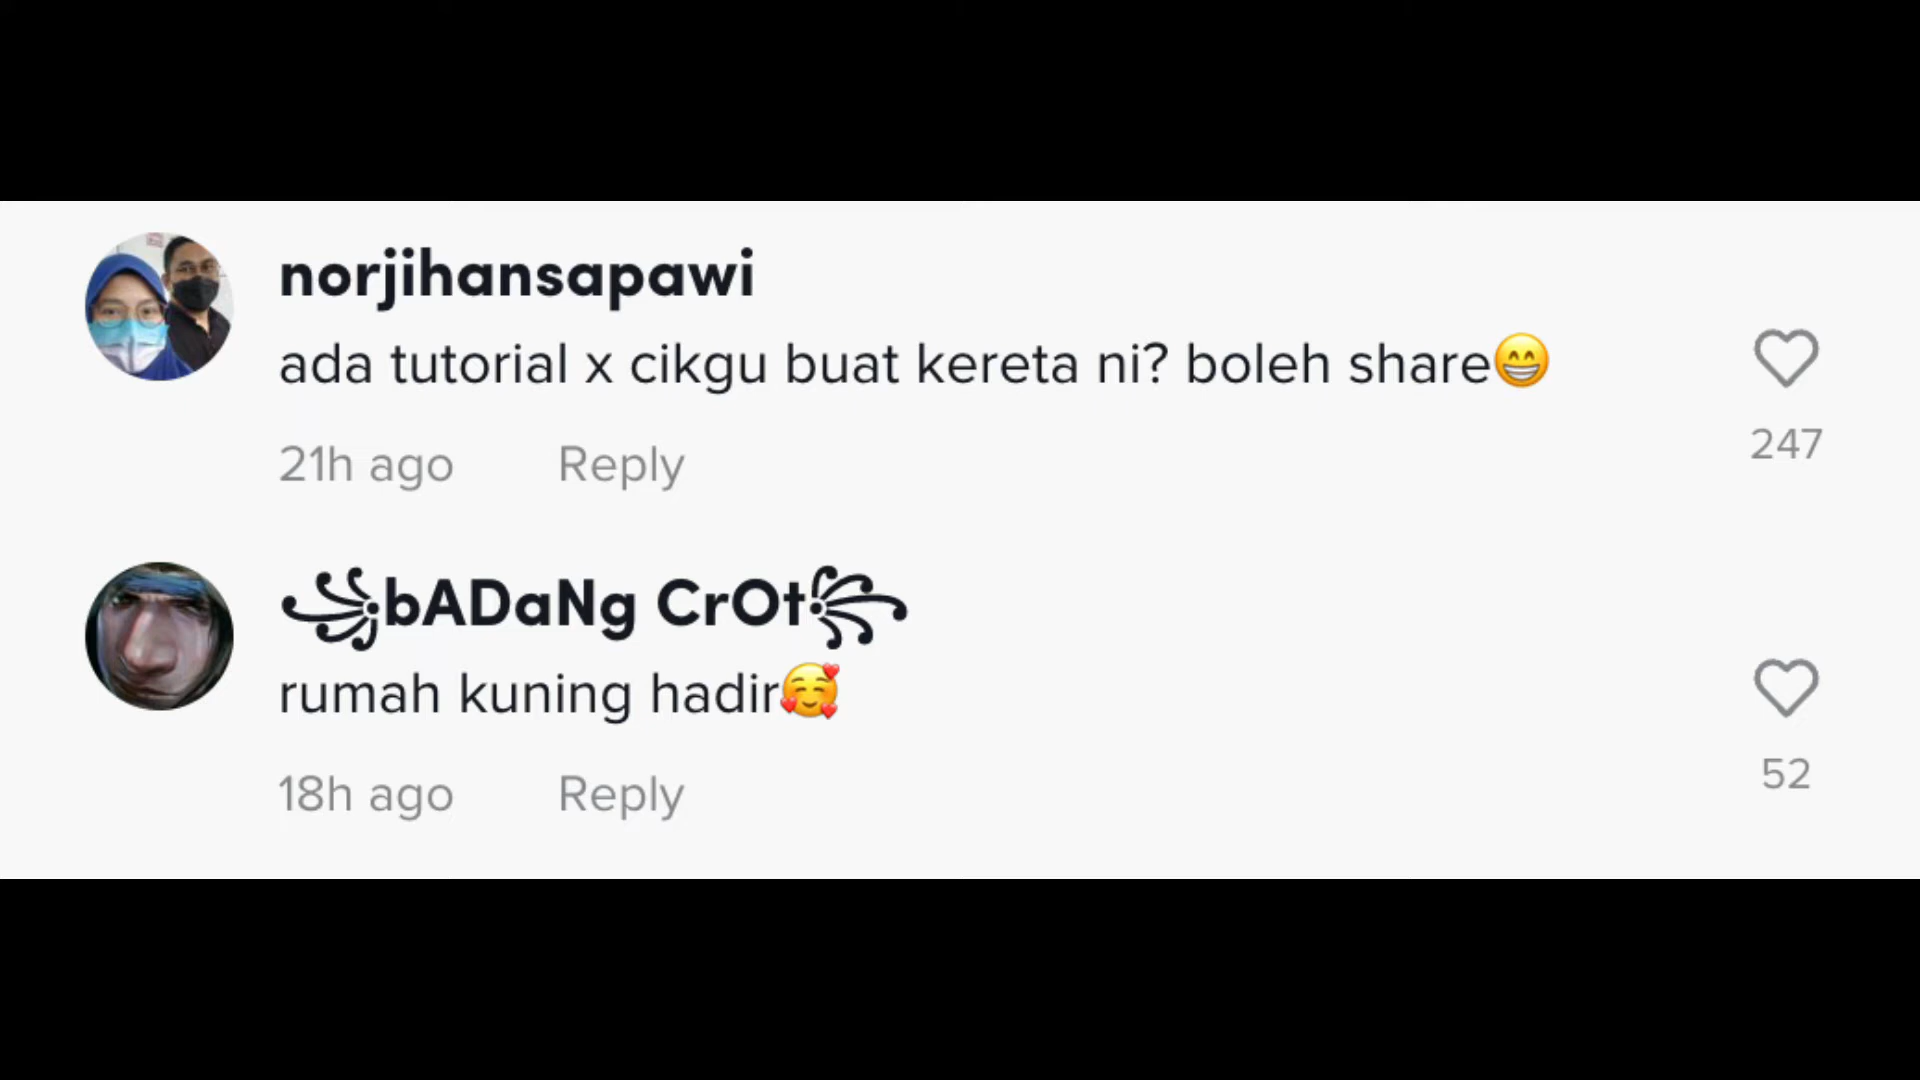 norjihansapawi
ada tutorial x cikgu buat kereta ni? boleh share😁
21h ago Reply
247
꧁bADaNg CrOt꧂
rumah kuning hadir🥰
18h ago Reply
52